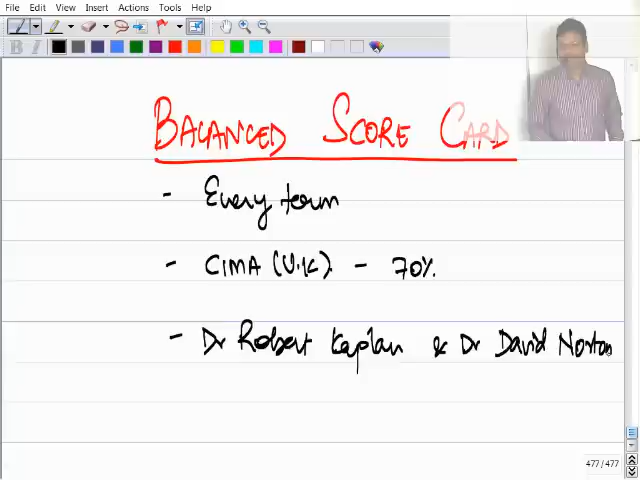 File Edit View Insert Actions Tools Help
B I
BALANCED SCORE CARD
- Every term
- CIMA (U.K). - 70%
- Dr Robert Kaplan & Dr David Norton
477/477